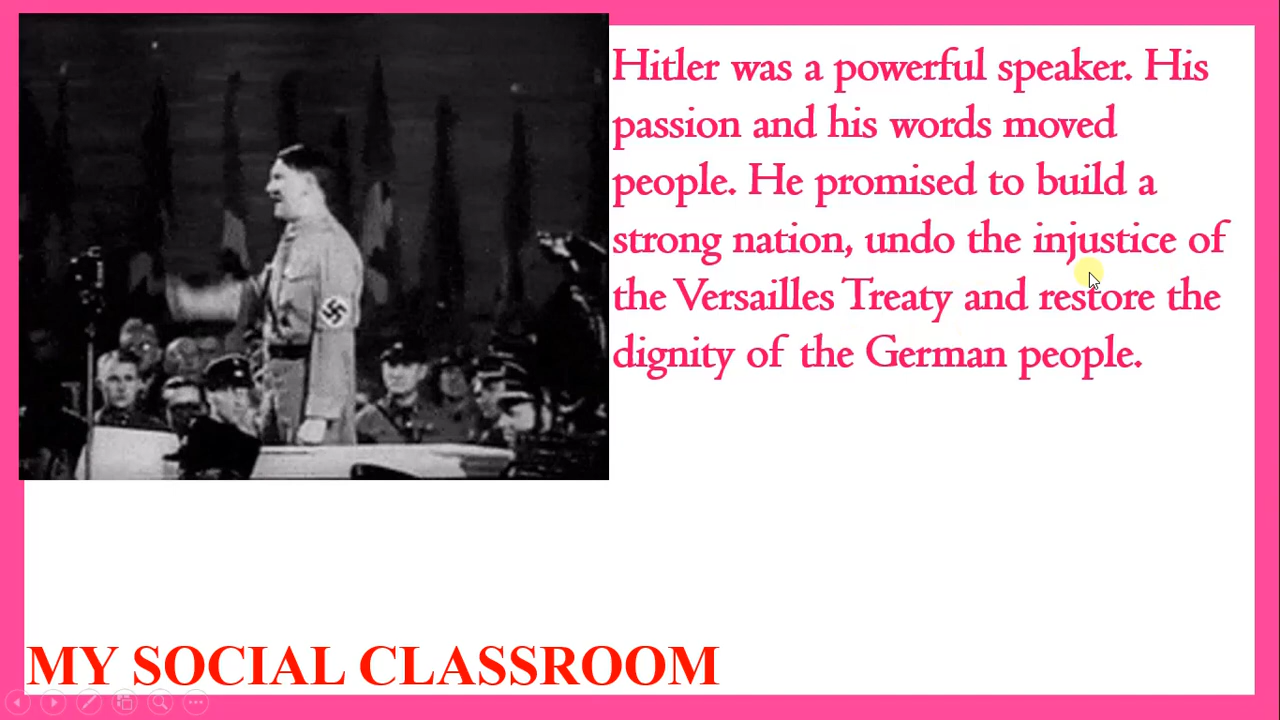 Hitler was a powerful speaker. His
passion and his words moved
people. He promised to build a
strong nation, undo the injustice of
the Versailles Treaty and restore the
dignity of the German people.
MY SOCIAL CLASSROOM